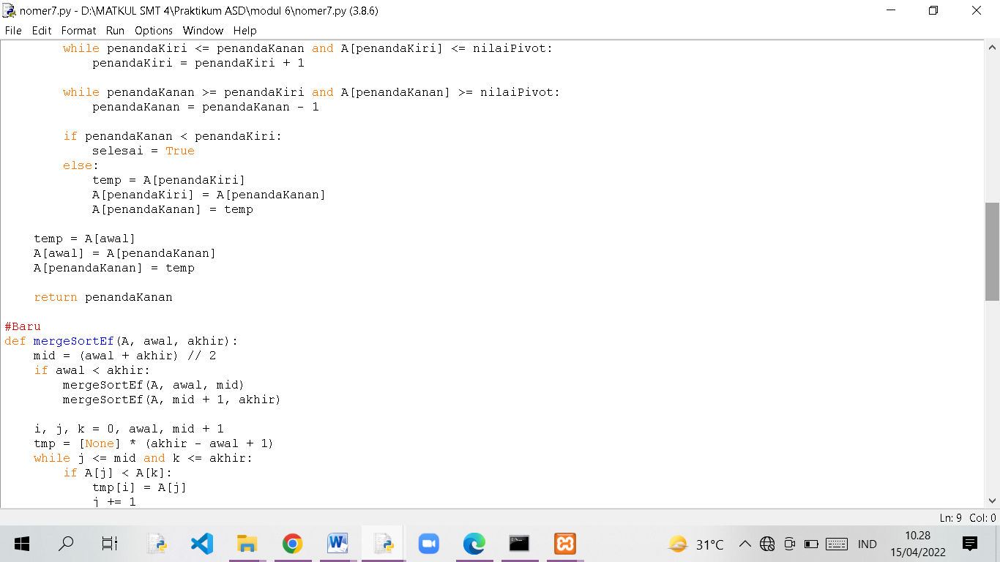 nomer7.py - D:\MATKUL SMT 4\Praktikum ASD\modul 6\nomer7.py (3.8.6)
File Edit Format Run Options Window Help
        while penandaKiri <= penandaKanan and A[penandaKiri] <= nilaiPivot:
            penandaKiri = penandaKiri + 1

        while penandaKanan >= penandaKiri and A[penandaKanan] >= nilaiPivot:
            penandaKanan = penandaKanan - 1

        if penandaKanan < penandaKiri:
            selesai = True
        else:
            temp = A[penandaKiri]
            A[penandaKiri] = A[penandaKanan]
            A[penandaKanan] = temp

    temp = A[awal]
    A[awal] = A[penandaKanan]
    A[penandaKanan] = temp

    return penandaKanan

#Baru
def mergeSortEf(A, awal, akhir):
    mid = (awal + akhir) // 2
    if awal < akhir:
        mergeSortEf(A, awal, mid)
        mergeSortEf(A, mid + 1, akhir)

    i, j, k = 0, awal, mid + 1
    tmp = [None] * (akhir - awal + 1)
    while j <= mid and k <= akhir:
        if A[j] < A[k]:
            tmp[i] = A[j]
            j += 1
Ln: 9 Col: 0
31°C IND 10.28
15/04/2022